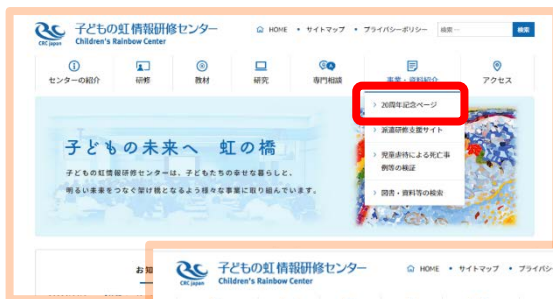 子どもの虹情報研修センター
CRC Japan
Children's Rainbow Center
HOME ・ サイトマップ ・ プライバシーポリシー
検索 …
検索
センターの紹介
研修
教材
研究
専門相談
事業・資料紹介
アクセス
> 20周年記念ページ
> 派遣研修支援サイト
> 児童虐待による死亡事
例等の検証
> 図書・資料等の検索
子どもの未来へ 虹の橋
子どもの虹情報研修センターは、子どもたちの幸せな暮らしと、
明るい未来をつなぐ架け橋となるよう様々な事業に取り組んでいます。
お知
子どもの虹情報研修センター
CRC Japan
Children's Rainbow Center
HOME ・ サイトマップ ・ プライバシ